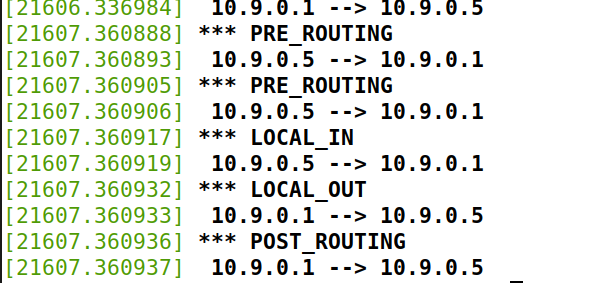 [21606.336984]  10.9.0.1 --> 10.9.0.5
[21607.360888] *** PRE_ROUTING
[21607.360893]  10.9.0.5 --> 10.9.0.1
[21607.360905] *** PRE_ROUTING
[21607.360906]  10.9.0.5 --> 10.9.0.1
[21607.360917] *** LOCAL_IN
[21607.360919]  10.9.0.5 --> 10.9.0.1
[21607.360932] *** LOCAL_OUT
[21607.360933]  10.9.0.1 --> 10.9.0.5
[21607.360936] *** POST_ROUTING
[21607.360937]  10.9.0.1 --> 10.9.0.5